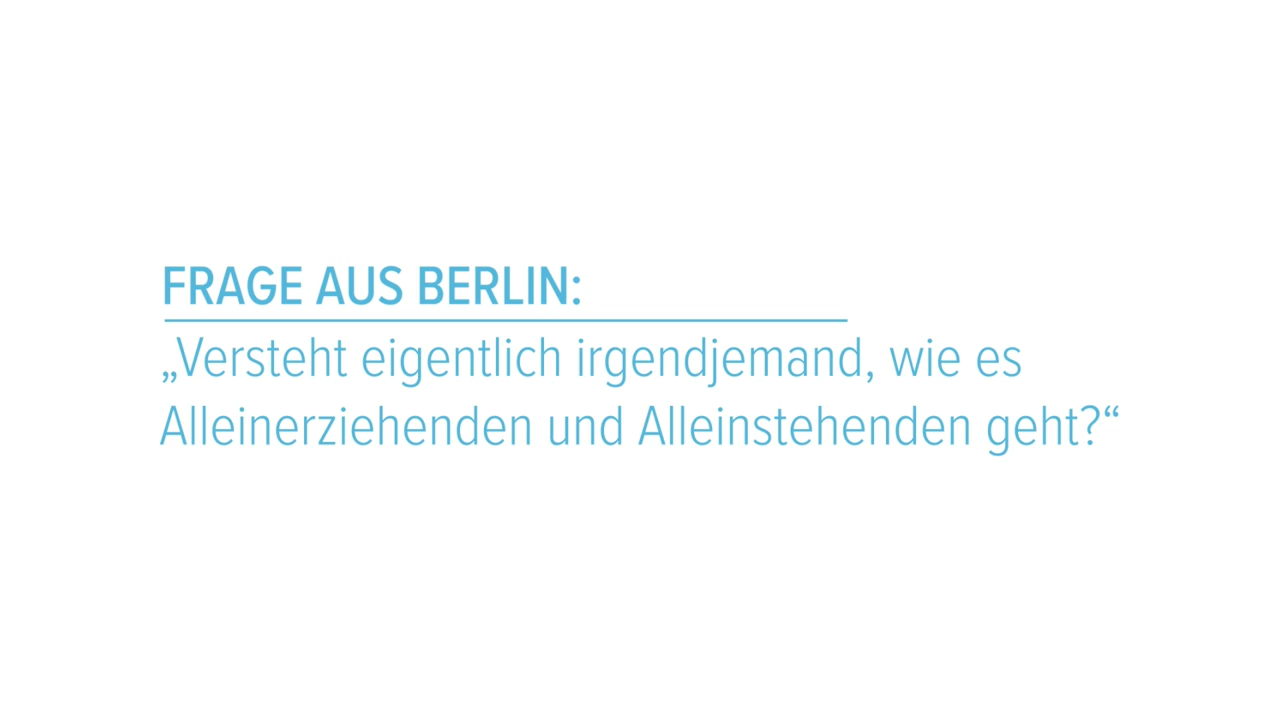 FRAGE AUS BERLIN:
„Versteht eigentlich irgendjemand, wie es
Alleinerziehenden und Alleinstehenden geht?“